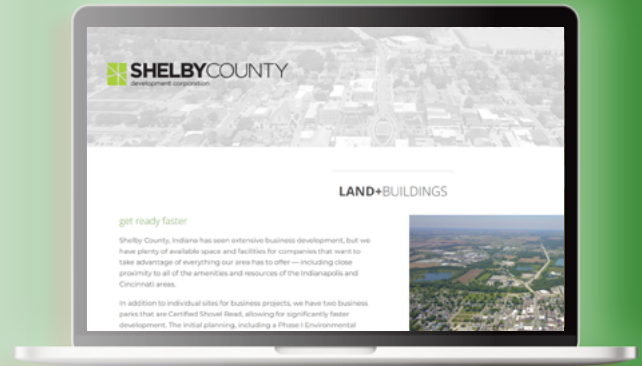 SHELBYCOUNTY
development corporation
LAND+BUILDINGS
get ready faster
Shelby County, Indiana has seen extensive business development, but we
have plenty of available space and facilities for companies that want to
take advantage of everything our area has to offer — including close
proximity to all of the amenities and resources of the Indianapolis and
Cincinnati areas.
In addition to individual sites for business projects, we have two business
parks that are Certified Shovel Read, allowing for significantly faster
development. The initial planning, including a Phase I Environmental